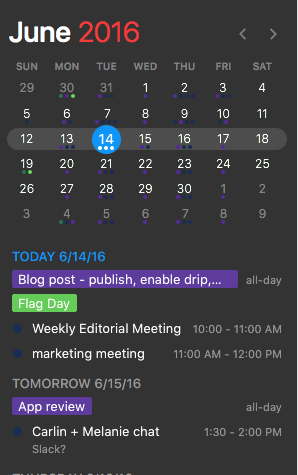 June 2016
SUN MON TUE WED THU FRI SAT
29 30 31 1 2 3 4
5 6 7 8 9 10 11
12 13 14 15 16 17 18
19 20 21 22 23 24 25
26 27 28 29 30 1 2
3 4 5 6 7 8 9
TODAY 6/14/16
Blog post - publish, enable drip,... all-day
Flag Day
Weekly Editorial Meeting 10:00 - 11:00 AM
marketing meeting 11:00 AM - 12:00 PM
TOMORROW 6/15/16
App review all-day
Carlin + Melanie chat 1:30 - 2:00 PM
Slack?